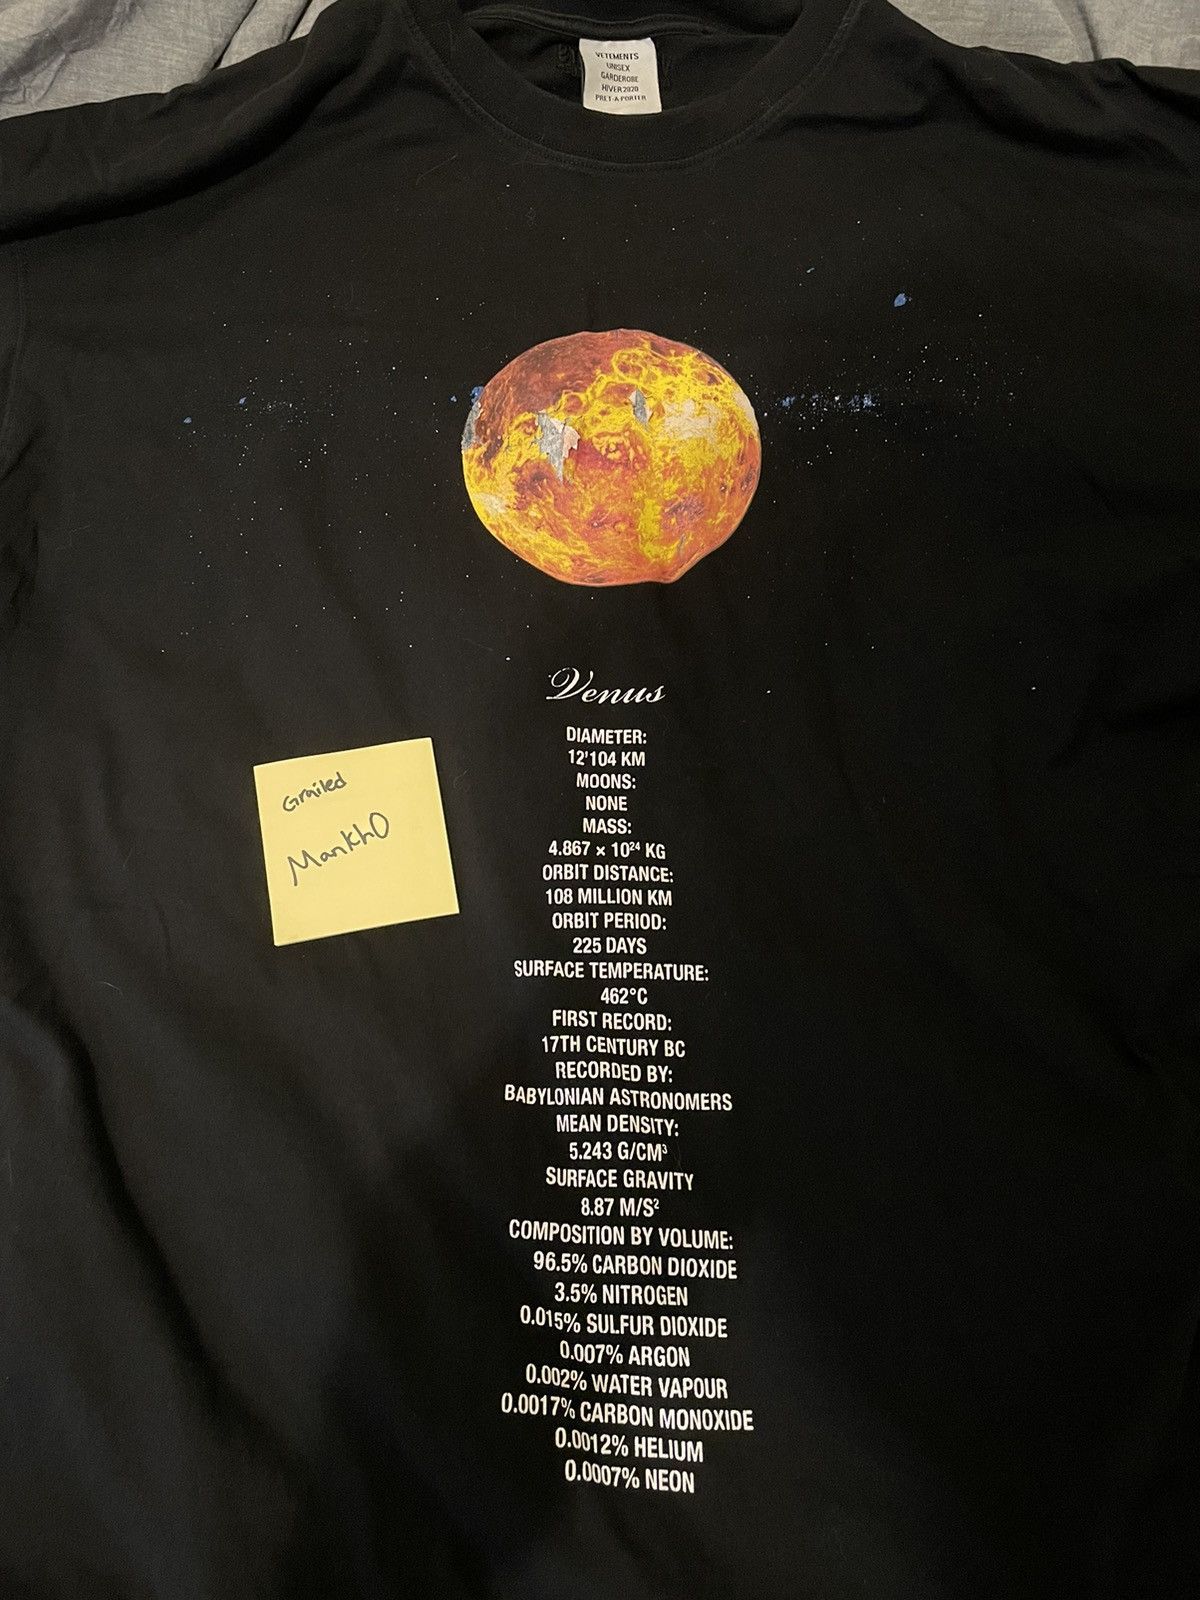 VETEMENTS
UNISEX
GARDEROBE
HIVER 2020
PRET-A-PORTER
Venus
DIAMETER:
12'104 KM
MOONS:
NONE
MASS:
4.867 × 10²⁴ KG
ORBIT DISTANCE:
108 MILLION KM
ORBIT PERIOD:
225 DAYS
SURFACE TEMPERATURE:
462°C
FIRST RECORD:
17TH CENTURY BC
RECORDED BY:
BABYLONIAN ASTRONOMERS
MEAN DENSITY:
5.243 G/CM³
SURFACE GRAVITY
8.87 M/S²
COMPOSITION BY VOLUME:
96.5% CARBON DIOXIDE
3.5% NITROGEN
0.015% SULFUR DIOXIDE
0.007% ARGON
0.002% WATER VAPOUR
0.0017% CARBON MONOXIDE
0.0012% HELIUM
0.0007% NEON
Grailed
MankhO